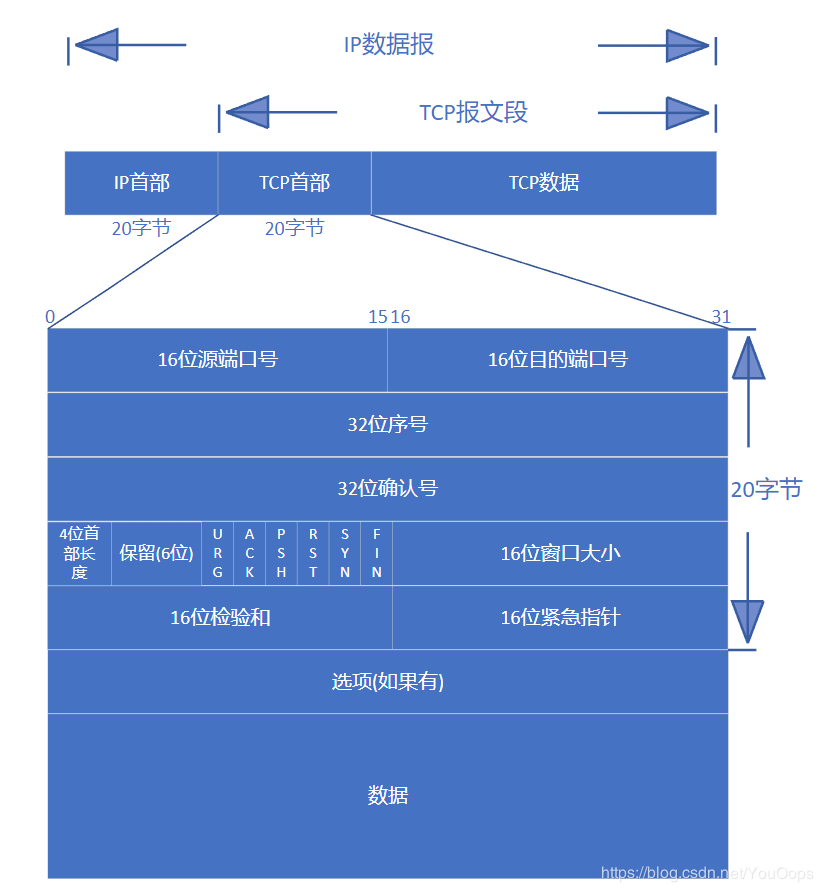 IP数据报
TCP报文段
IP首部 TCP首部 TCP数据
20字节 20字节
0 15 16 31
16位源端口号 16位目的端口号
32位序号
32位确认号
20字节
4位首部长度 保留(6位) URG ACK PSH RST SYN FIN 16位窗口大小
16位检验和 16位紧急指针
选项(如果有)
数据
https://blog.csdn.net/YouOops